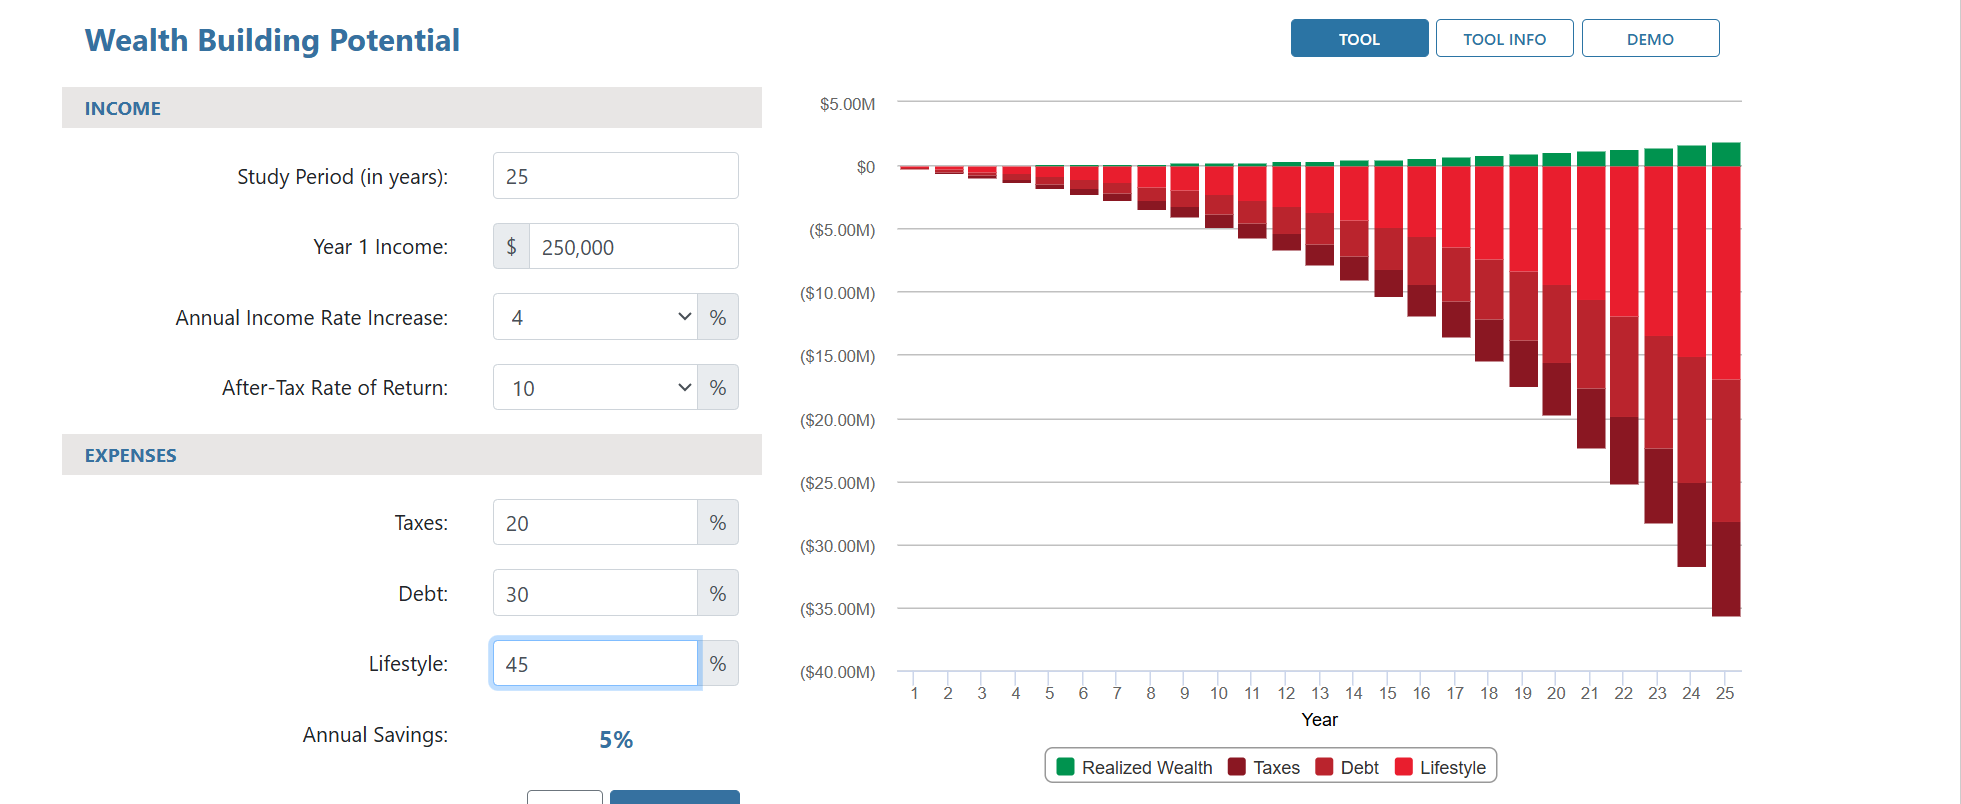 Wealth Building Potential
TOOL
TOOL INFO
DEMO
INCOME
Study Period (in years): 25
Year 1 Income: $ 250,000
Annual Income Rate Increase: 4 %
After-Tax Rate of Return: 10 %
EXPENSES
Taxes: 20 %
Debt: 30 %
Lifestyle: 45 %
Annual Savings: 5%
$5.00M
$0
($5.00M)
($10.00M)
($15.00M)
($20.00M)
($25.00M)
($30.00M)
($35.00M)
($40.00M)
1 2 3 4 5 6 7 8 9 10 11 12 13 14 15 16 17 18 19 20 21 22 23 24 25
Year
Realized Wealth Taxes Debt Lifestyle